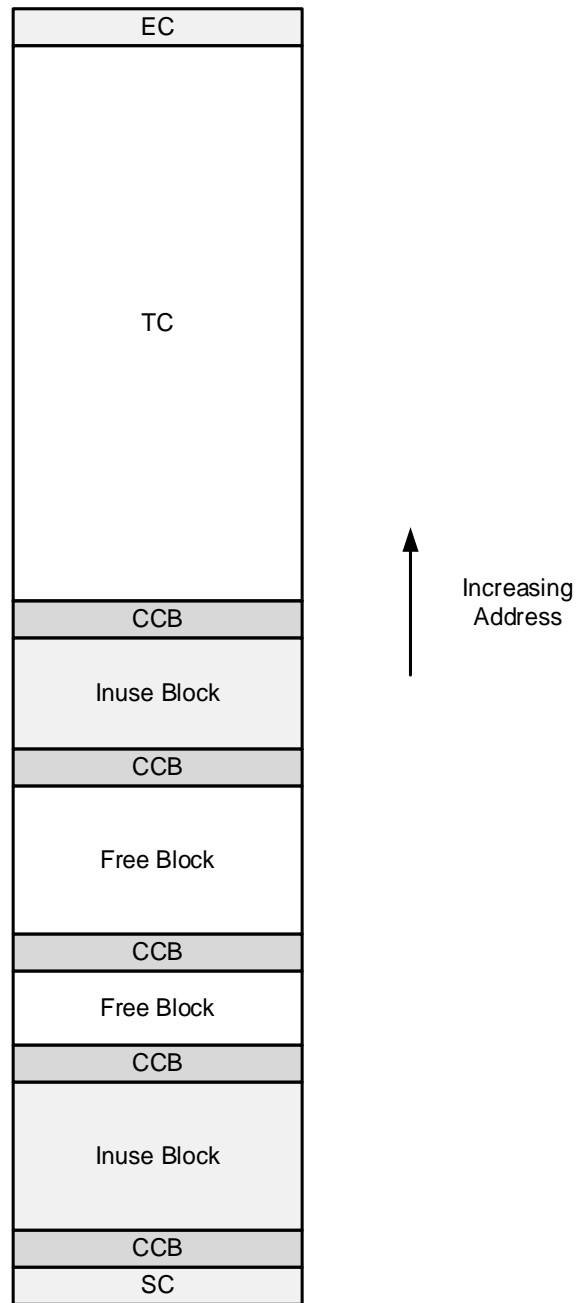 EC
TC
Increasing
Address
CCB
Inuse Block
CCB
Free Block
CCB
Free Block
CCB
Inuse Block
CCB
SC